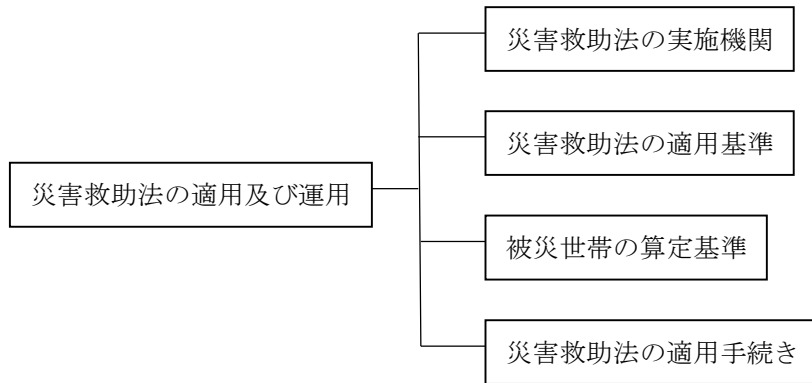 災害救助法の実施機関
災害救助法の適用基準
災害救助法の適用及び運用
被災世帯の算定基準
災害救助法の適用手続き